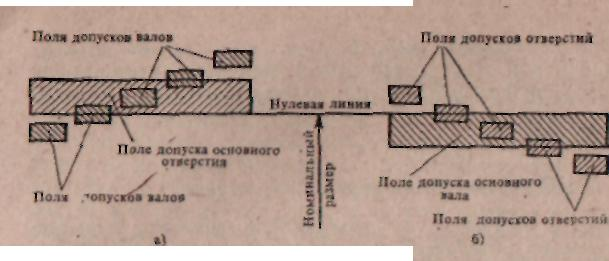 Поля допусков валов
Поля допусков отверстий
Нулевая линия
Поле допуска основного
отверстия
Номинальный
размер
Поле допуска основного
вала
Поля допусков валов
Поля допусков отверстий
а)
б)